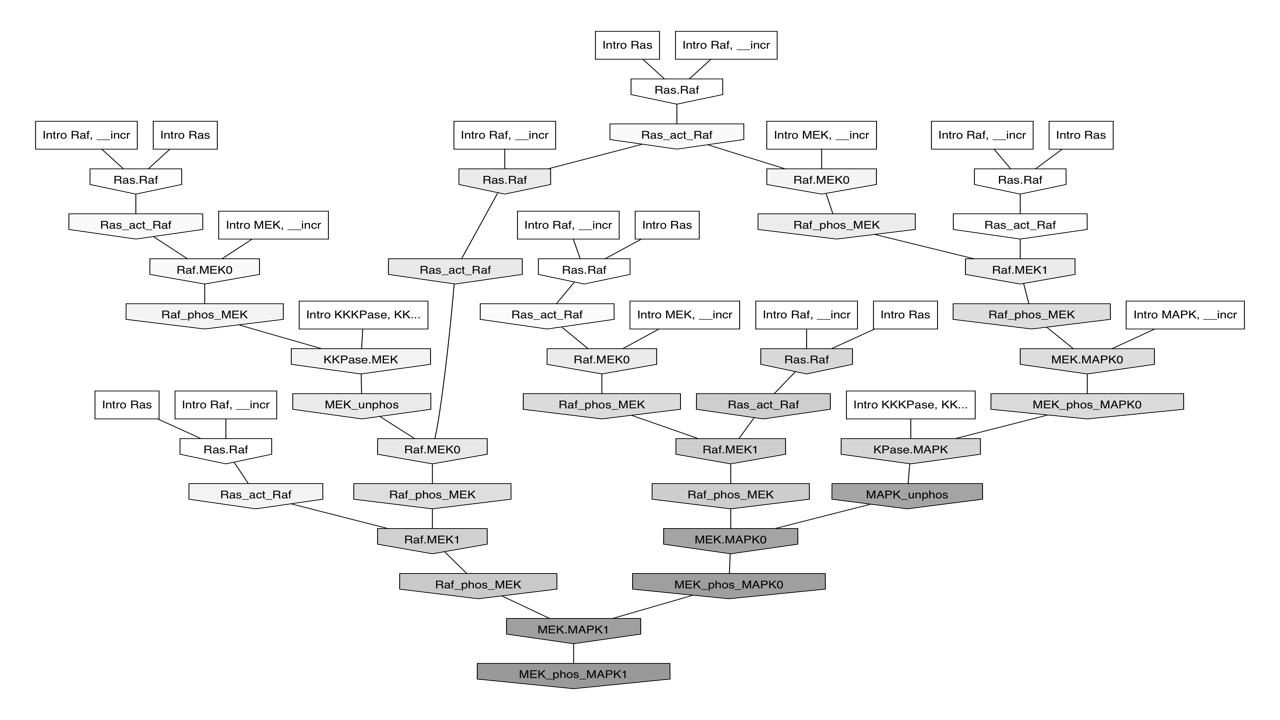 Intro Ras
Intro Raf, __incr
Ras.Raf
Intro Raf, __incr
Intro Ras
Intro Raf, __incr
Ras_act_Raf
Intro MEK, __incr
Intro Raf, __incr
Intro Ras
Ras.Raf
Ras.Raf
Raf.MEK0
Ras.Raf
Ras_act_Raf
Intro MEK, __incr
Intro Raf, __incr
Intro Ras
Raf_phos_MEK
Ras_act_Raf
Raf.MEK0
Ras_act_Raf
Ras.Raf
Raf.MEK1
Raf_phos_MEK
Intro KKKPase, KK...
Ras_act_Raf
Intro MEK, __incr
Intro Raf, __incr
Intro Ras
Raf_phos_MEK
Intro MAPK, __incr
KKPase.MEK
Raf.MEK0
Ras.Raf
MEK.MAPK0
Intro Ras
Intro Raf, __incr
MEK_unphos
Raf_phos_MEK
Ras_act_Raf
Intro KKKPase, KK...
MEK_phos_MAPK0
Ras.Raf
Raf.MEK0
Raf.MEK1
KPase.MAPK
Ras_act_Raf
Raf_phos_MEK
Raf_phos_MEK
MAPK_unphos
Raf.MEK1
MEK.MAPK0
Raf_phos_MEK
MEK_phos_MAPK0
MEK.MAPK1
MEK_phos_MAPK1